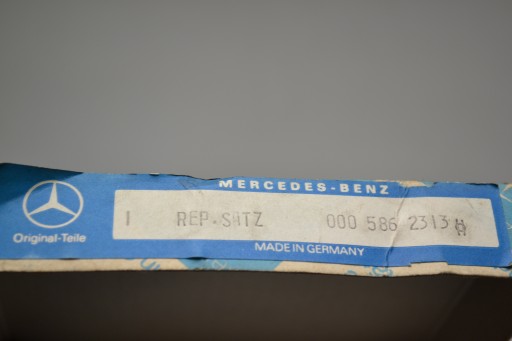 MERCEDES-BENZ
1 REP.SATZ 000 586 2313
Original-Teile
MADE IN GERMANY